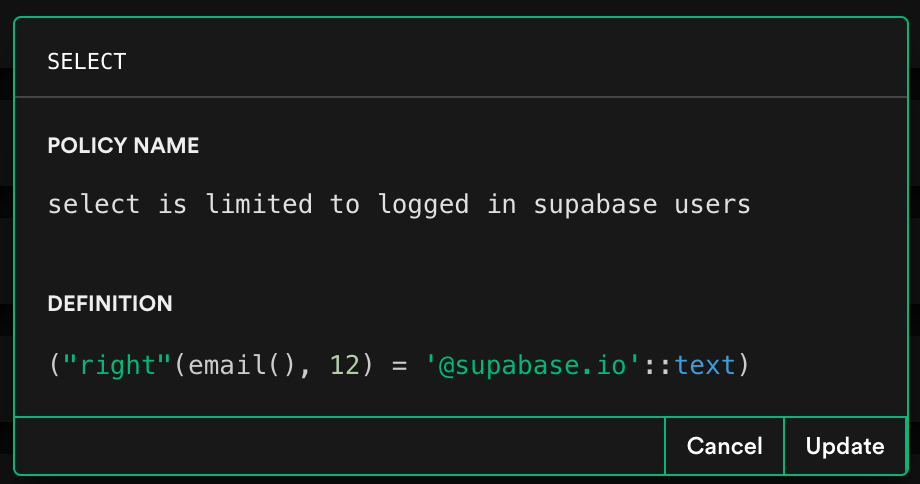 SELECT
POLICY NAME
select is limited to logged in supabase users
DEFINITION
("right"(email(), 12) = '@supabase.io'::text)
Cancel
Update